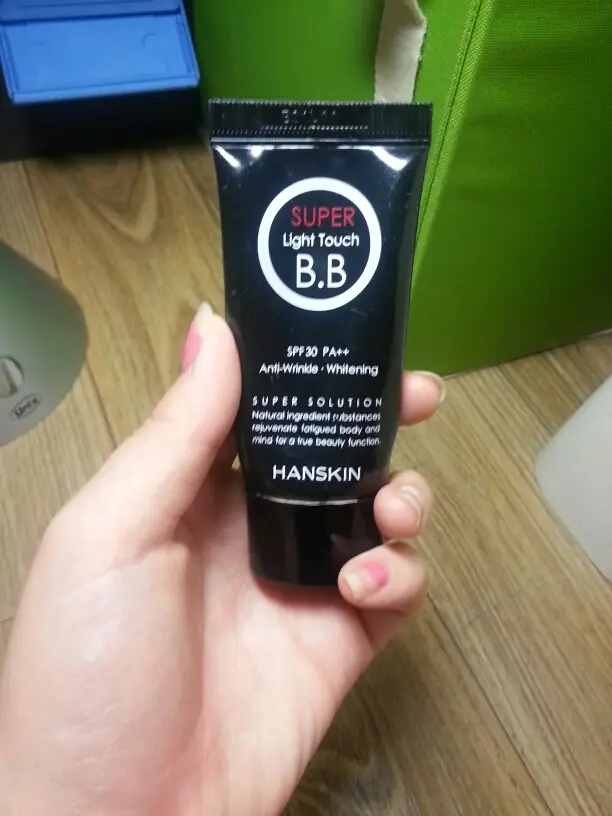 SUPER
Light Touch
B.B
SPF30 PA++
Anti-Wrinkle · Whitening
SUPER SOLUTION
Natural ingredient substances
rejuvenate fatigued body and
mind for a true beauty function.
HANSKIN